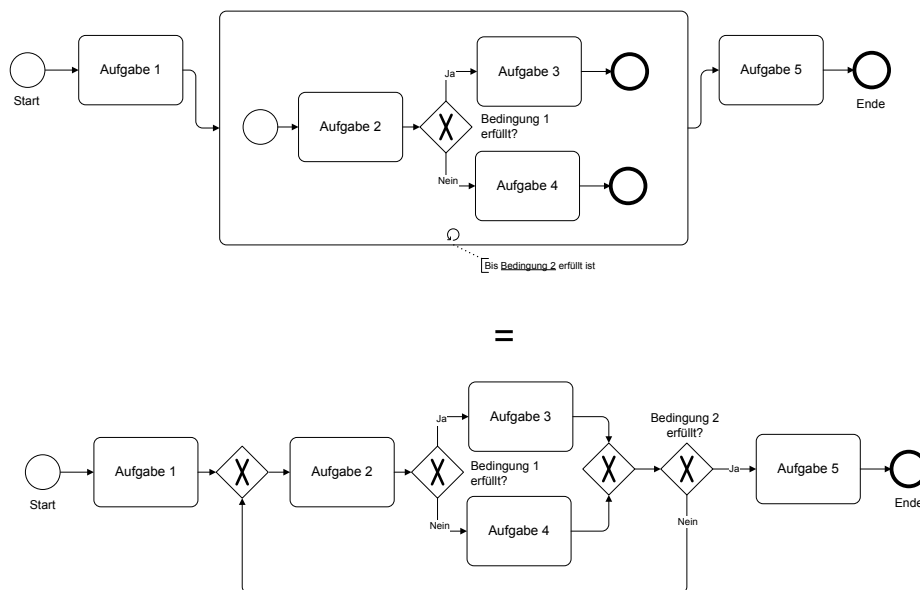 Start
Aufgabe 1
Aufgabe 2
Ja
Bedingung 1
erfüllt?
Nein
Aufgabe 3
Aufgabe 4
Bis Bedingung 2 erfüllt ist
Aufgabe 5
Ende
=
Start
Aufgabe 1
Aufgabe 2
Ja
Bedingung 1
erfüllt?
Nein
Aufgabe 3
Aufgabe 4
Bedingung 2
erfüllt?
Ja
Nein
Aufgabe 5
Ende